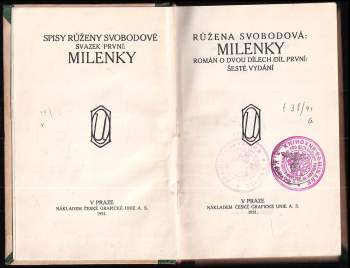 SPISY RŮŽENY SVOBODOVÉ
SVAZEK PRVNÍ:
MILENKY
V PRAZE
NÁKLADEM ČESKÉ GRAFICKÉ UNIE A. S.
1931.
RŮŽENA SVOBODOVÁ:
MILENKY
ROMÁN O DVOU DÍLECH / DÍL PRVNÍ:
ŠESTÉ VYDÁNÍ
V PRAZE
NÁKLADEM ČESKÉ GRAFICKÉ UNIE A. S.
1931.